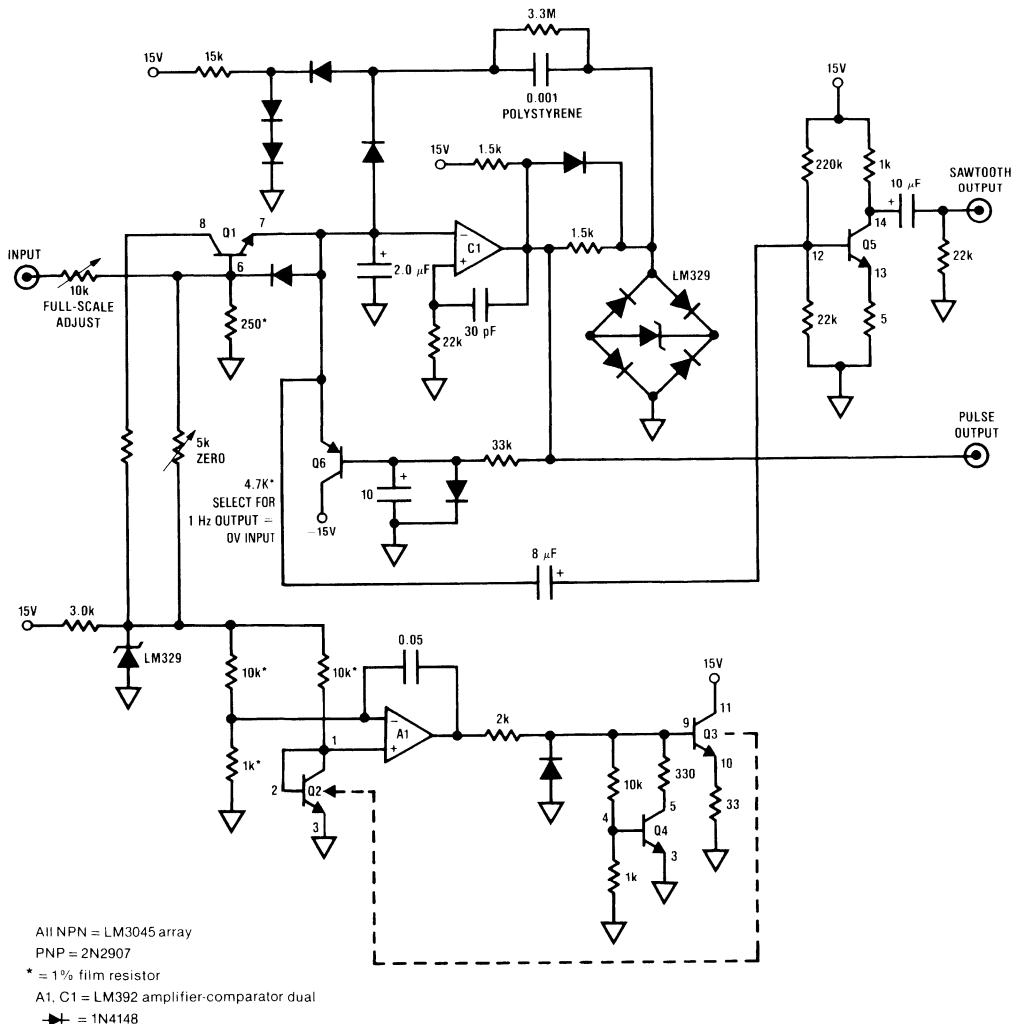 3.3M
15V
15k
0.001
POLYSTYRENE
15V
15V
1.5k
220k
1k
10 µF
+
SAWTOOTH
OUTPUT
8
Q1
7
14
INPUT
6
10k
FULL-SCALE
ADJUST
+
2.0 µF
−
C1
+
1.5k
LM329
12
Q5
13
22k
250*
30 pF
22k
22k
5
5k
ZERO
PULSE
OUTPUT
33k
Q6
+
10
4.7K*
SELECT FOR
1 Hz OUTPUT =
0V INPUT
−15V
8 µF
+
15V
3.0k
LM329
0.05
10k*
10k*
15V
11
−
A1
+
2k
9
Q3
1
1k*
10
330
10k
33
2
Q2
5
4
Q4
3
3
1k
All NPN = LM3045 array
PNP = 2N2907
* = 1% film resistor
A1, C1 = LM392 amplifier-comparator dual
= 1N4148